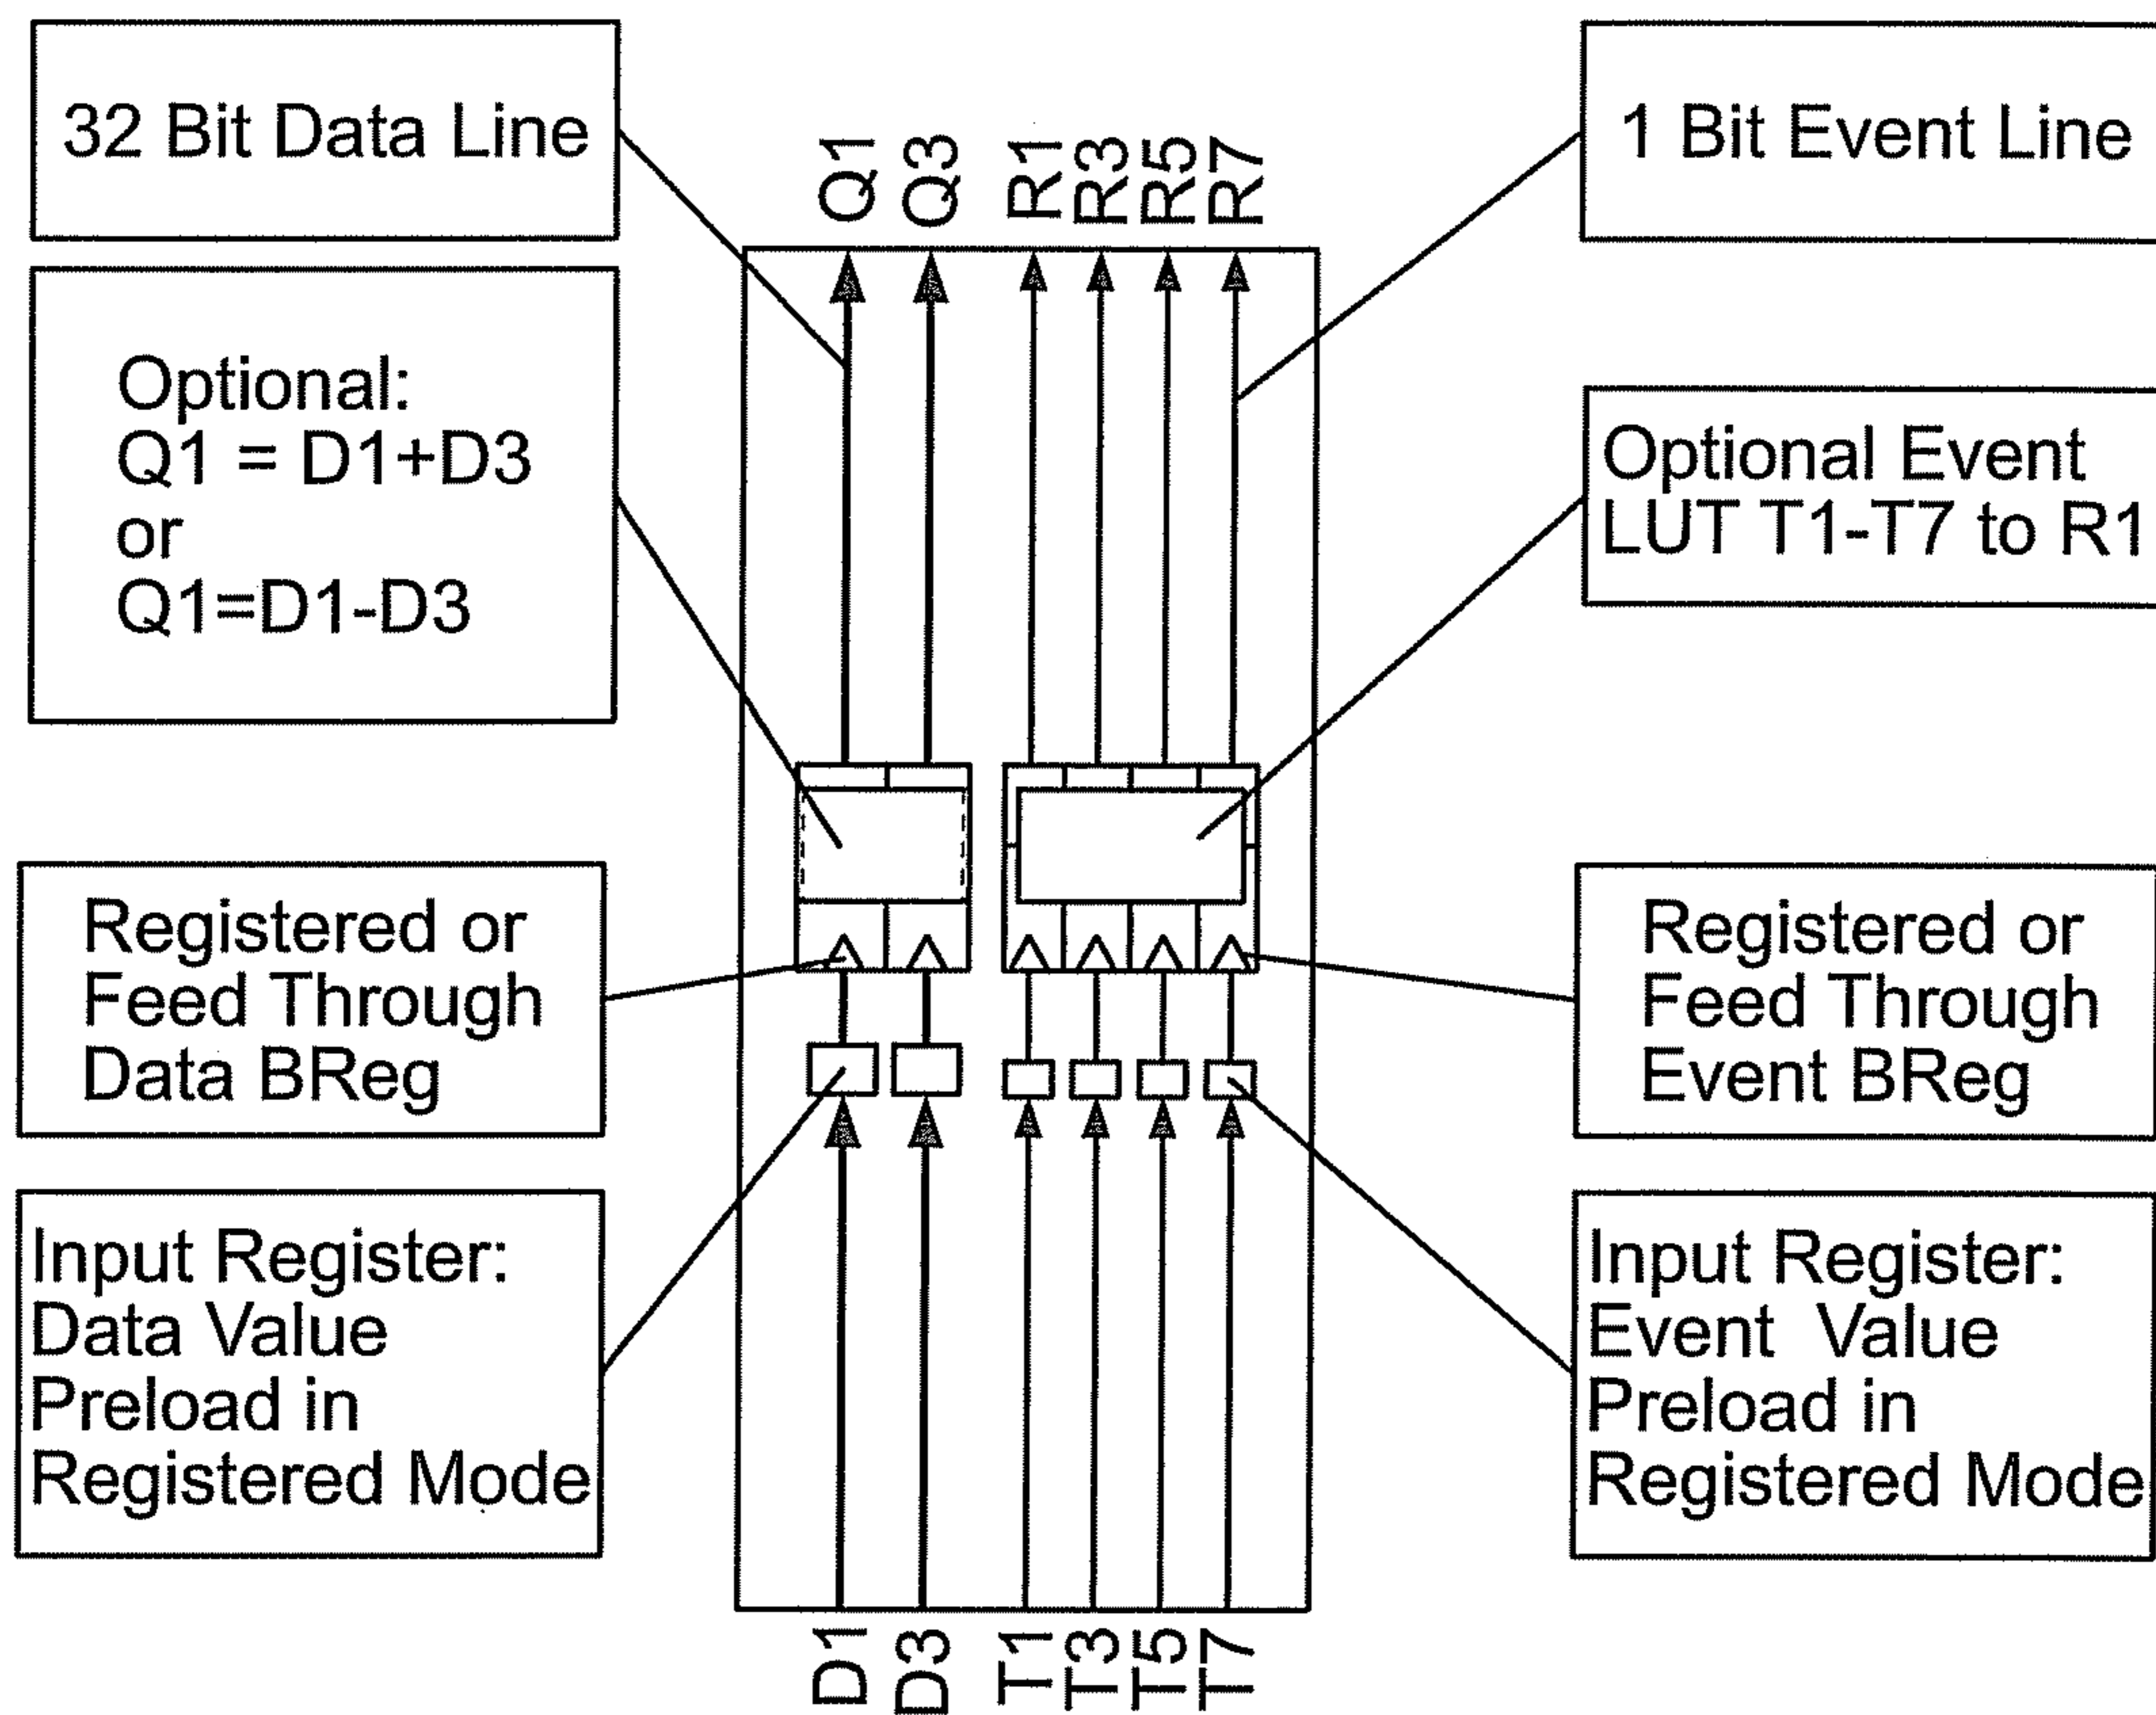 32 Bit Data Line
Optional:
Q1 = D1+D3
or
Q1=D1-D3
Registered or
Feed Through
Data BReg
Input Register:
Data Value
Preload in
Registered Mode
Q1
Q3
R1
R3
R5
R7
D1
D3
T1
T3
T5
T7
1 Bit Event Line
Optional Event
LUT T1-T7 to R1
Registered or
Feed Through
Event BReg
Input Register:
Event Value
Preload in
Registered Mode